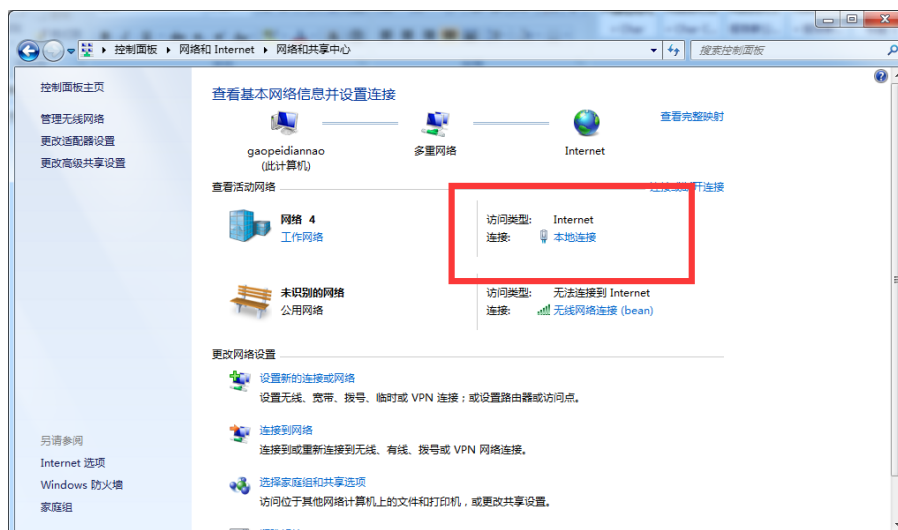 控制面板 ▸ 网络和 Internet ▸ 网络和共享中心
搜索控制面板
控制面板主页
管理无线网络
更改适配器设置
更改高级共享设置
查看基本网络信息并设置连接
查看完整映射
gaopeidiannao
(此计算机)
多重网络
Internet
查看活动网络
连接或断开连接
网络 4
工作网络
访问类型: Internet
连接: 本地连接
未识别的网络
公用网络
访问类型: 无法连接到 Internet
连接: 无线网络连接 (bean)
更改网络设置
设置新的连接或网络
设置无线、宽带、拨号、临时或 VPN 连接；或设置路由器或访问点。
连接到网络
连接到或重新连接到无线、有线、拨号或 VPN 网络连接。
选择家庭组和共享选项
访问位于其他网络计算机上的文件和打印机，或更改共享设置。
另请参阅
Internet 选项
Windows 防火墙
家庭组